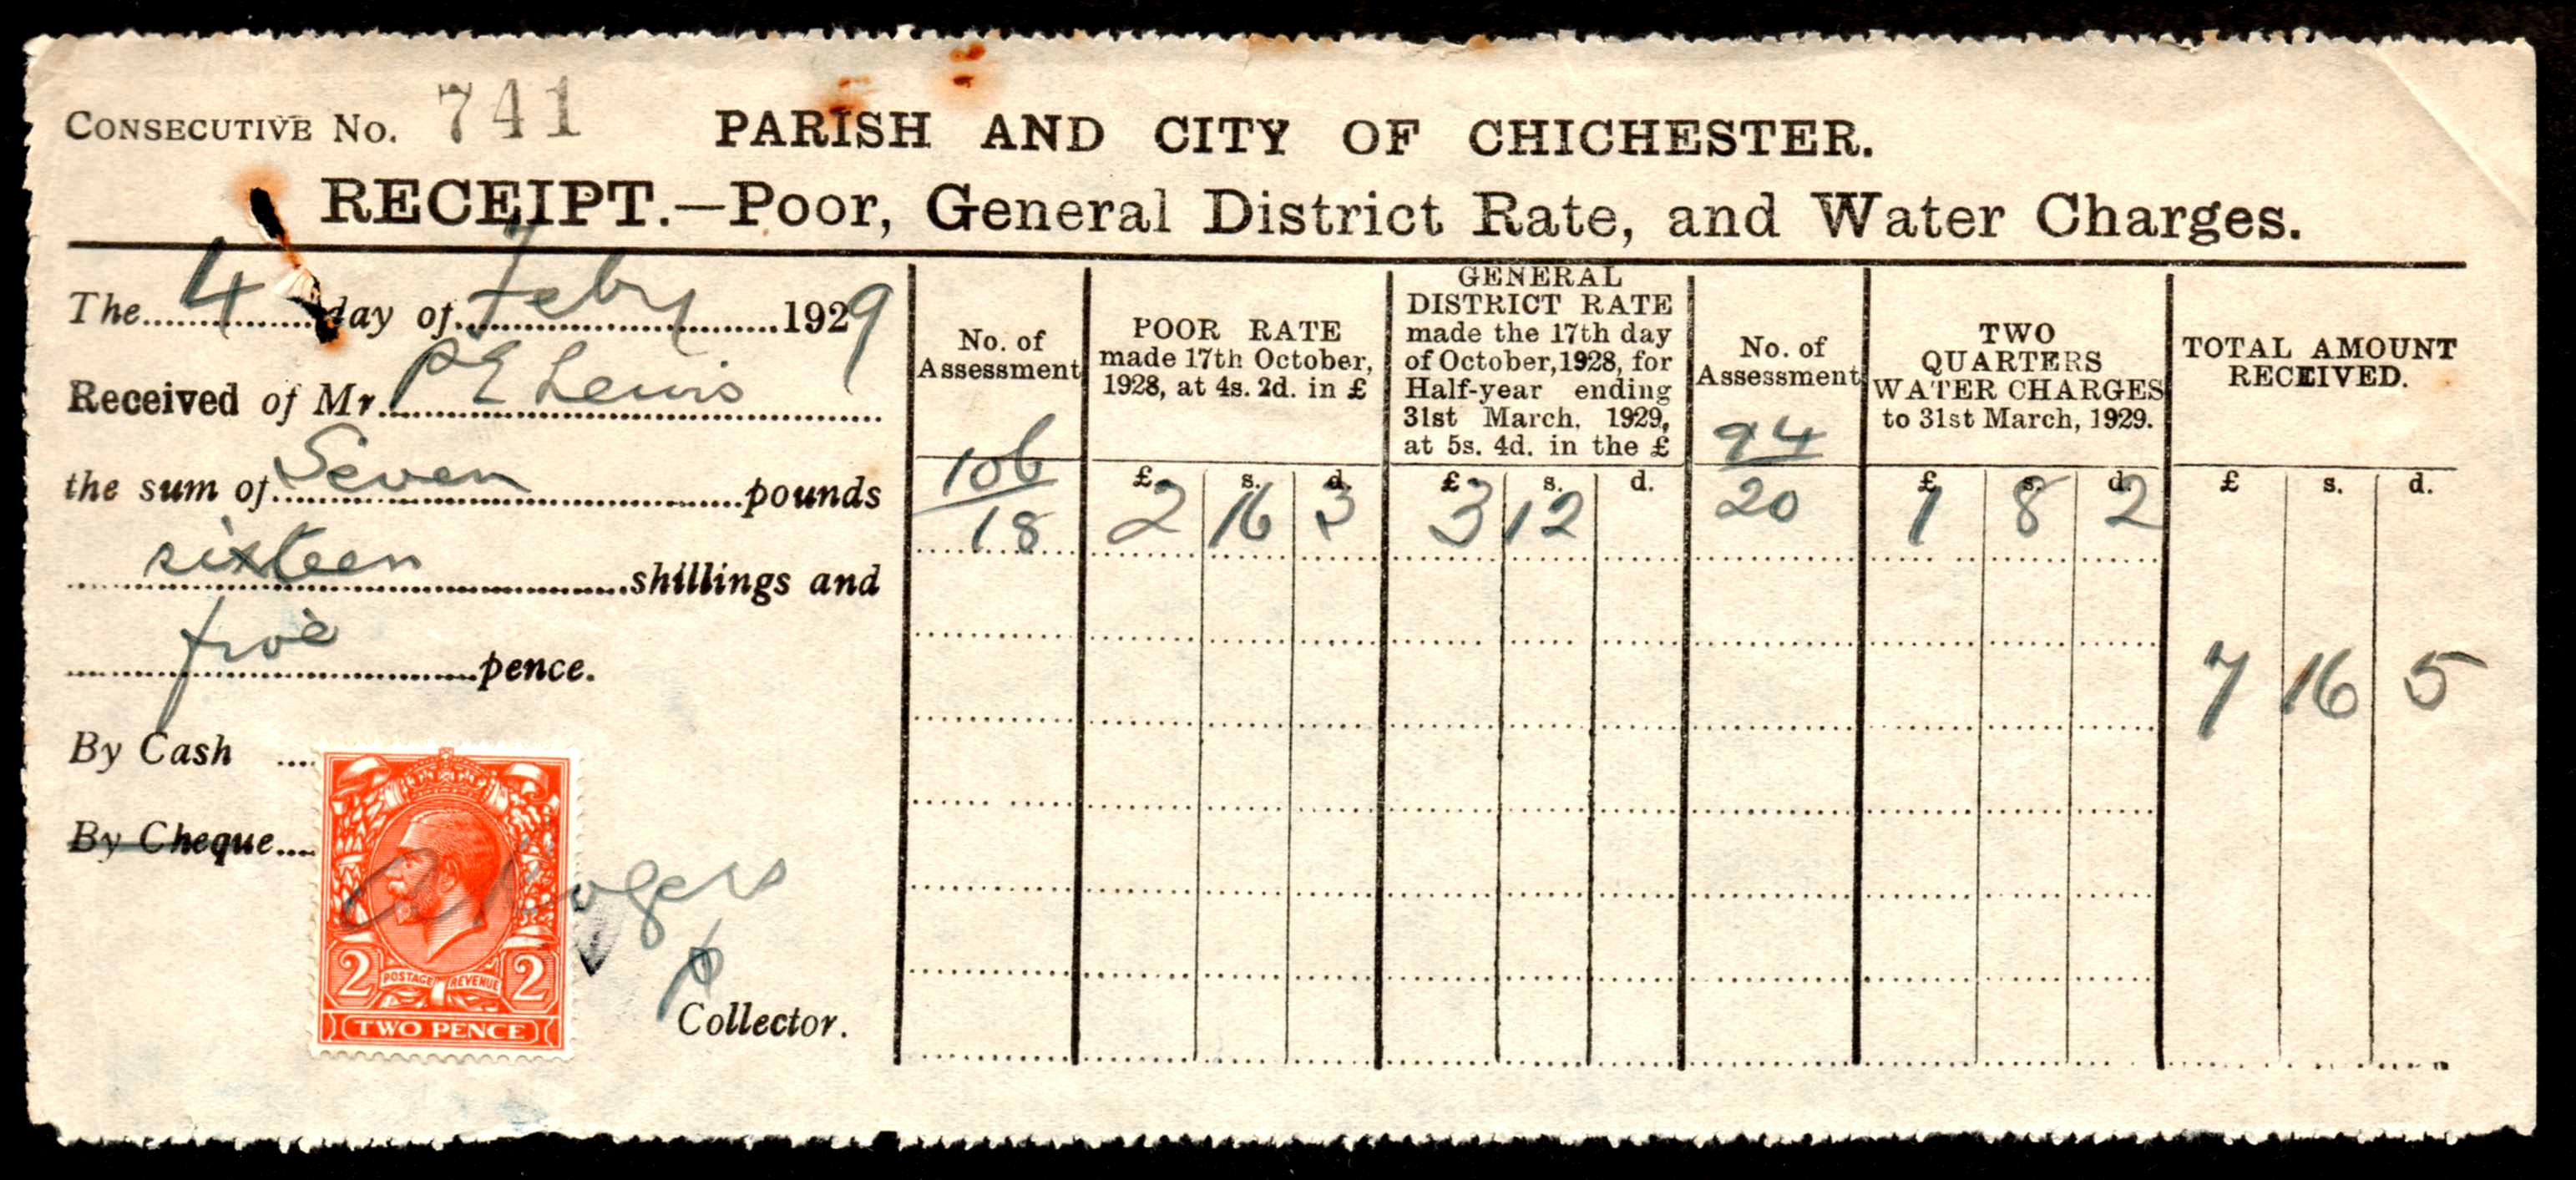 CONSECUTIVE No. 741
PARISH AND CITY OF CHICHESTER.
RECEIPT.—Poor, General District Rate, and Water Charges.
The 4 day of Feby 1929
Received of Mr. P E Lewis
the sum of Seven pounds
sixteen shillings and
five pence.
By Cash
By Cheque
A Rogers
Collector.
2 POSTAGE REVENUE 2
TWO PENCE
No. of
Assessment
106
18
POOR RATE
made 17th October,
1928, at 4s. 2d. in £
£ s. d.
2 16 3
GENERAL
DISTRICT RATE
made the 17th day
of October, 1928, for
Half-year ending
31st March, 1929,
at 5s. 4d. in the £
£ s. d.
3 12
No. of
Assessment
94
20
TWO
QUARTERS
WATER CHARGES
to 31st March, 1929.
£ s. d.
1 8 2
TOTAL AMOUNT
RECEIVED.
£ s. d.
7 16 5